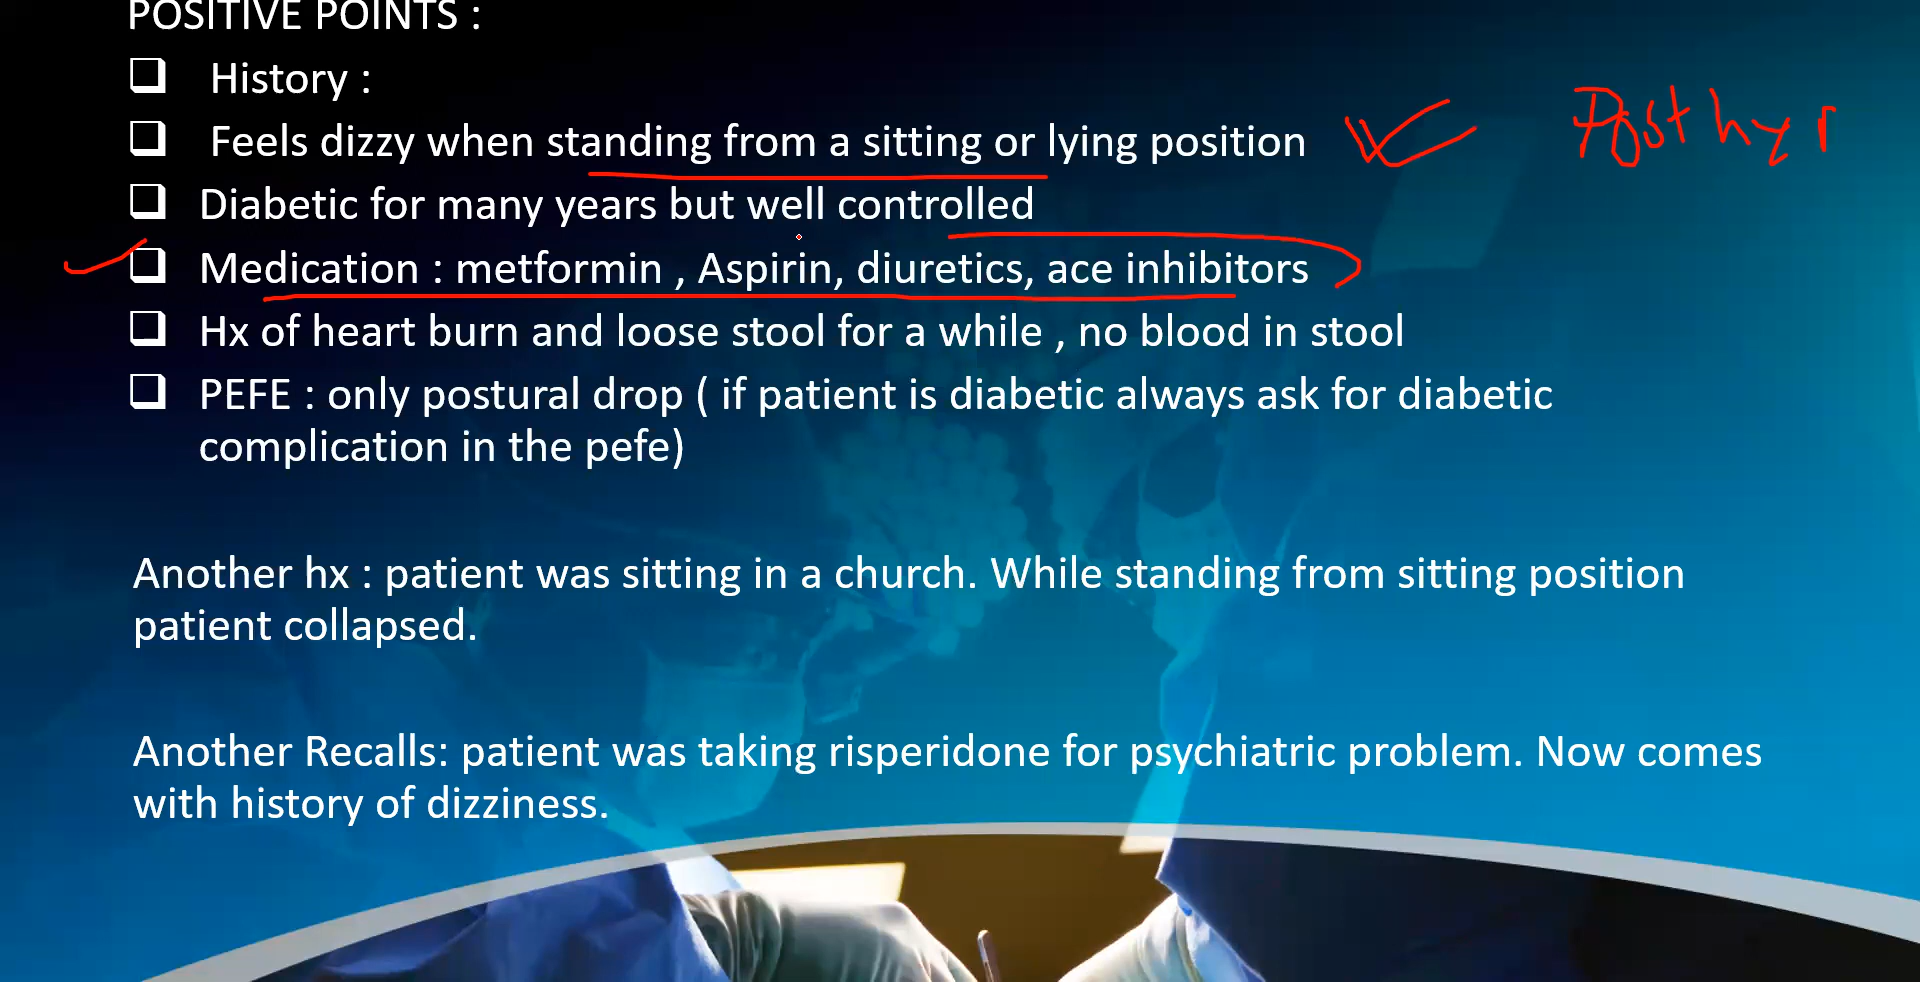 POSITIVE POINTS :
❑ History :
❑ Feels dizzy when standing from a sitting or lying position
Post hyp
❑ Diabetic for many years but well controlled
❑ Medication : metformin , Aspirin, diuretics, ace inhibitors
❑ Hx of heart burn and loose stool for a while , no blood in stool
❑ PEFE : only postural drop ( if patient is diabetic always ask for diabetic
complication in the pefe)
Another hx : patient was sitting in a church. While standing from sitting position
patient collapsed.
Another Recalls: patient was taking risperidone for psychiatric problem. Now comes
with history of dizziness.